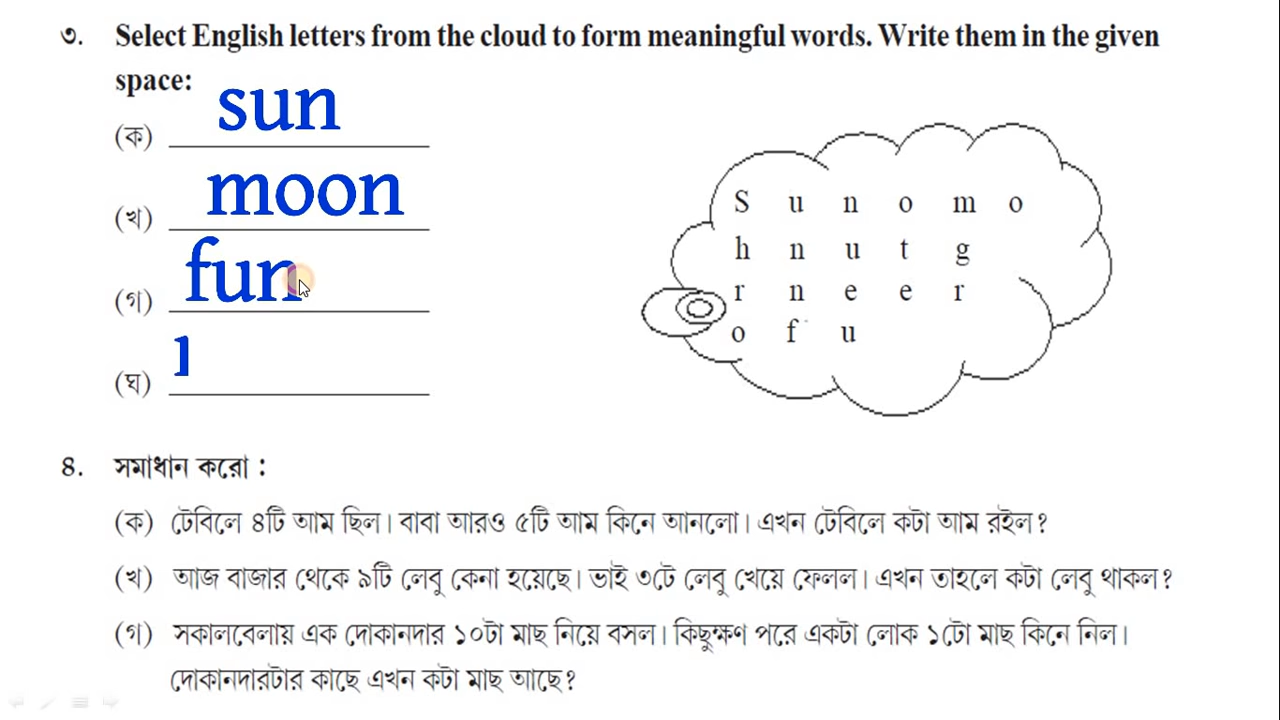 ৩. Select English letters from the cloud to form meaningful words. Write them in the given
space:
(ক) sun
(খ) moon
(গ) fun
(ঘ)
S u n o m o
h n u t g
r n e e r
o f u
৪. সমাধান করো :
(ক) টেবিলে ৪টি আম ছিল। বাবা আরও ৫টি আম কিনে আনলো। এখন টেবিলে কটা আম রইল?
(খ) আজ বাজার থেকে ৯টি লেবু কেনা হয়েছে। ভাই ৩টে লেবু খেয়ে ফেলল। এখন তাহলে কটা লেবু থাকল?
(গ) সকালবেলায় এক দোকানদার ১০টা মাছ নিয়ে বসল। কিছুক্ষণ পরে একটা লোক ১টো মাছ কিনে নিল।
দোকানদারটার কাছে এখন কটা মাছ আছে?